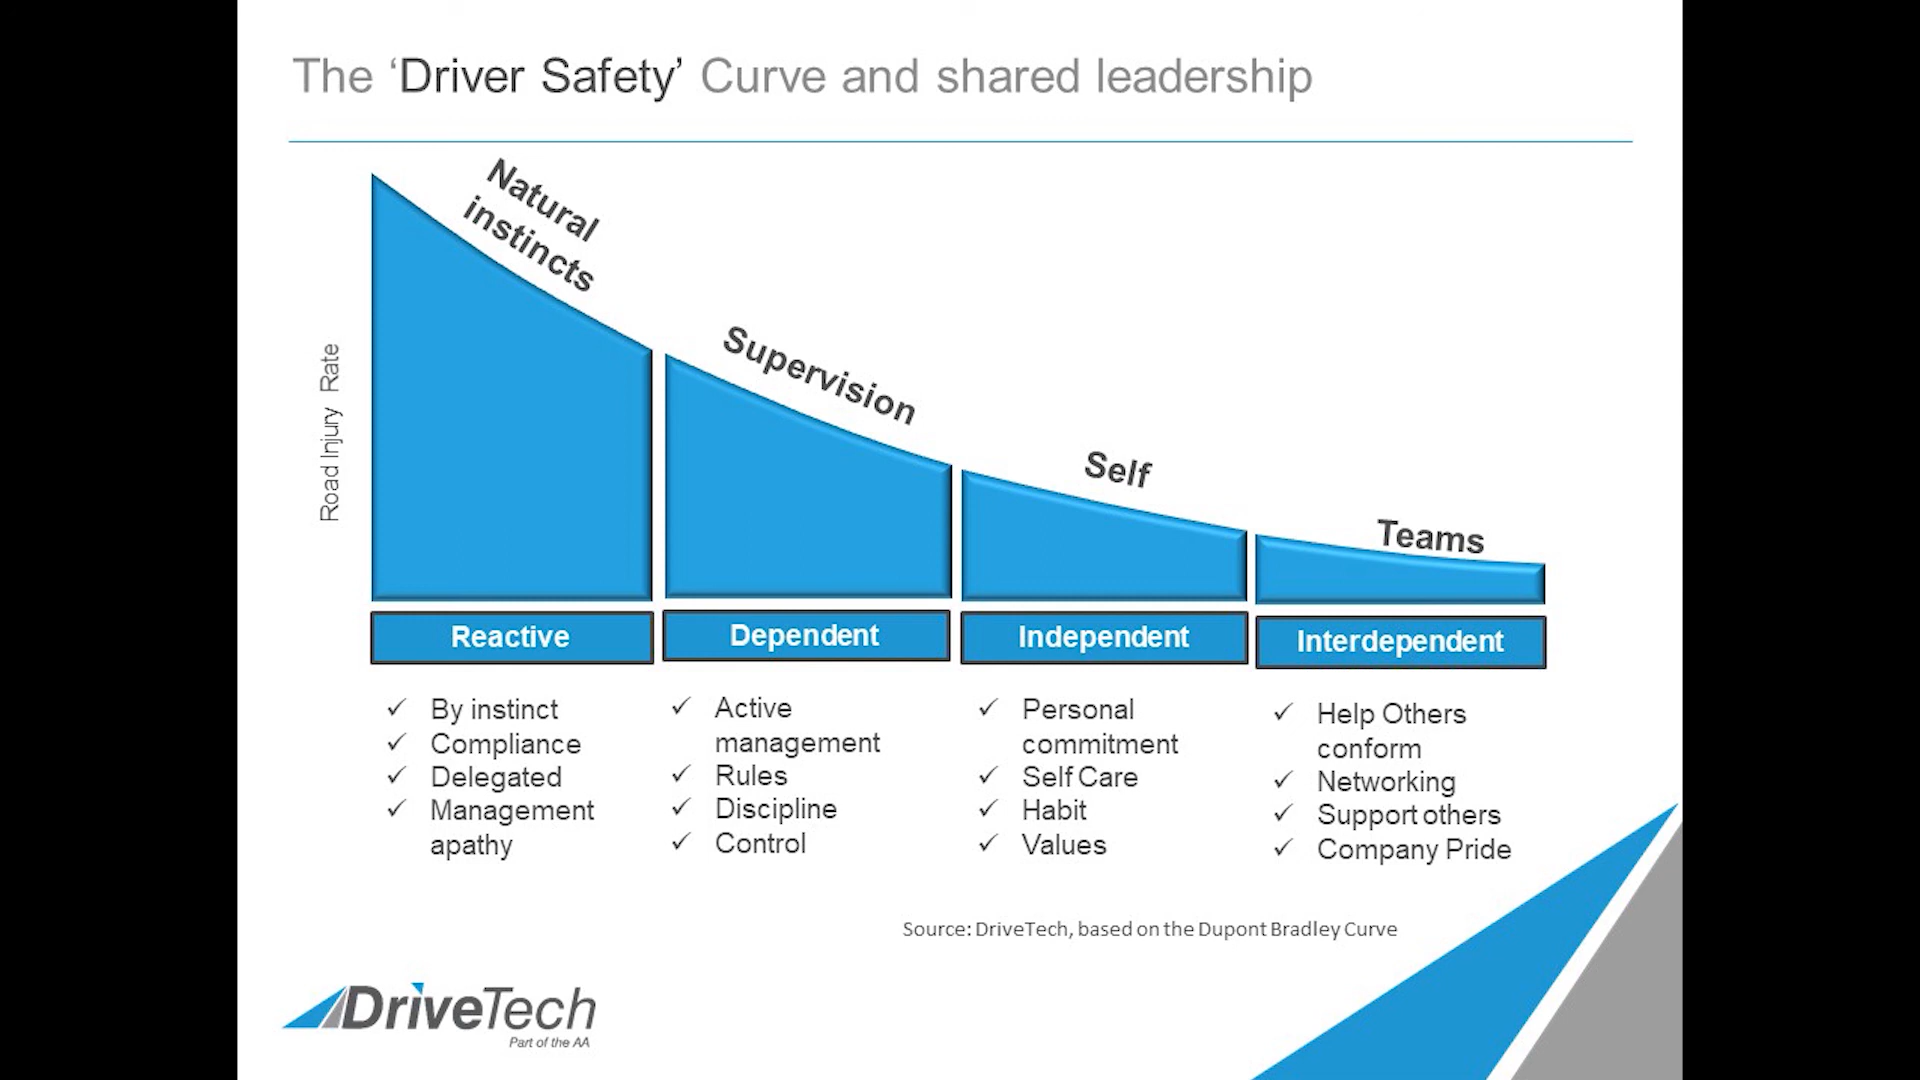 The ‘Driver Safety’ Curve and shared leadership
Natural
instincts
Supervision
Self
Teams
Road Injury Rate
Reactive
Dependent
Independent
Interdependent
By instinct
Compliance
Delegated
Management
apathy
Active
management
Rules
Discipline
Control
Personal
commitment
Self Care
Habit
Values
Help Others
conform
Networking
Support others
Company Pride
Source: DriveTech, based on the Dupont Bradley Curve
DriveTech
Part of the AA